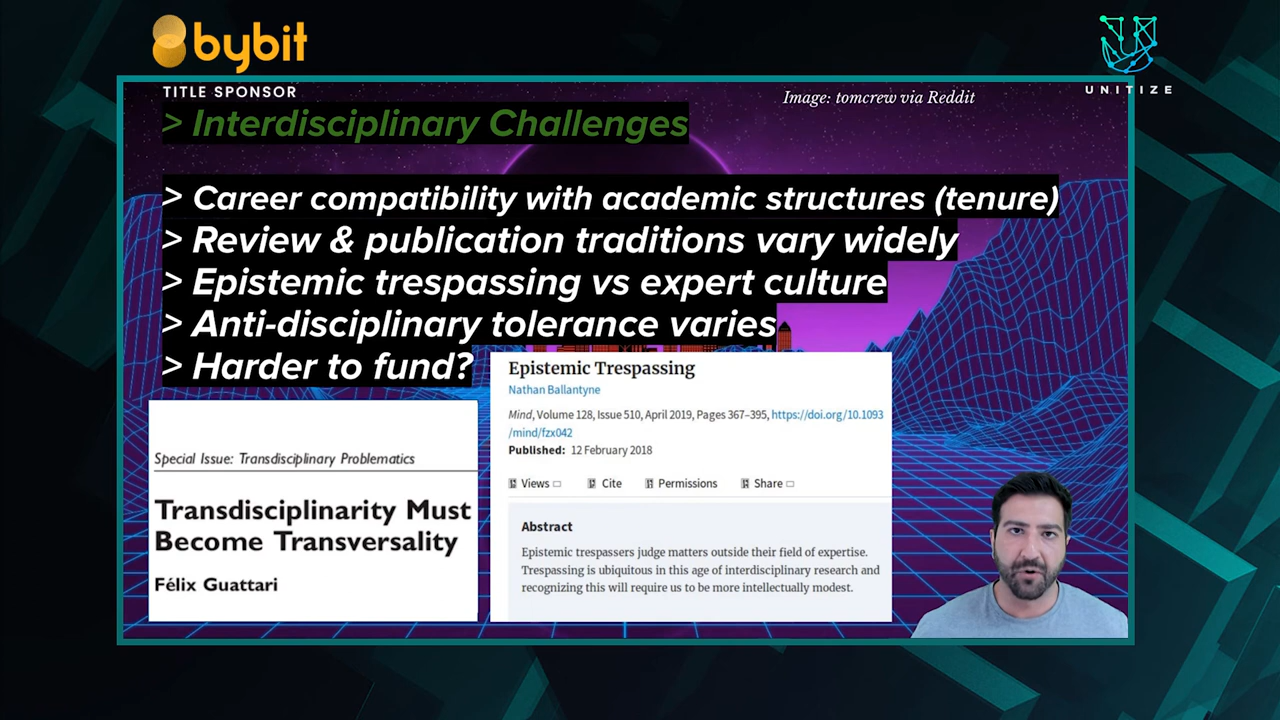 bybit
TITLE SPONSOR
UNITIZE
Image: tomcrew via Reddit
> Interdisciplinary Challenges
> Career compatibility with academic structures (tenure)
> Review & publication traditions vary widely
> Epistemic trespassing vs expert culture
> Anti-disciplinary tolerance varies
> Harder to fund?
Special Issue: Transdisciplinary Problematics
Transdisciplinarity Must
Become Transversality
Félix Guattari
Epistemic Trespassing
Nathan Ballantyne
Mind, Volume 128, Issue 510, April 2019, Pages 367–395, https://doi.org/10.1093
/mind/fzx042
Published: 12 February 2018
Views Cite Permissions Share
Abstract
Epistemic trespassers judge matters outside their field of expertise.
Trespassing is ubiquitous in this age of interdisciplinary research and
recognizing this will require us to be more intellectually modest.